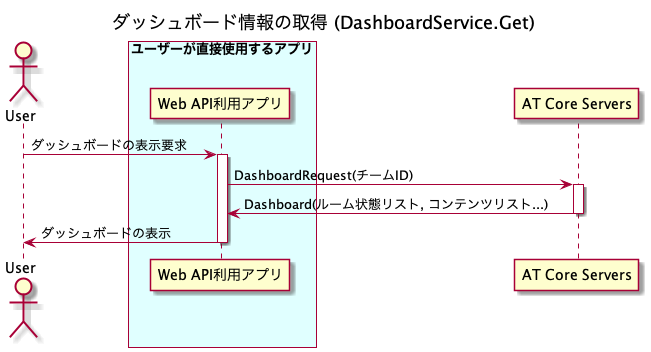 ダッシュボード情報の取得 (DashboardService.Get)
ユーザーが直接使用するアプリ
User
Web API利用アプリ
AT Core Servers
ダッシュボードの表示要求
DashboardRequest(チームID)
Dashboard(ルーム状態リスト, コンテンツリスト...)
ダッシュボードの表示
User
Web API利用アプリ
AT Core Servers